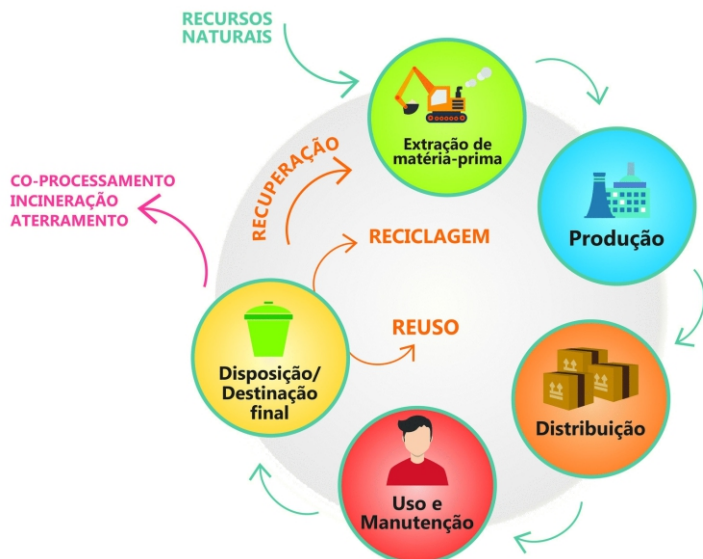 RECURSOS
NATURAIS
Extração de
matéria-prima
Produção
Distribuição
Uso e
Manutenção
Disposição/
Destinação
final
RECUPERAÇÃO
RECICLAGEM
REUSO
CO-PROCESSAMENTO
INCINERAÇÃO
ATERRAMENTO